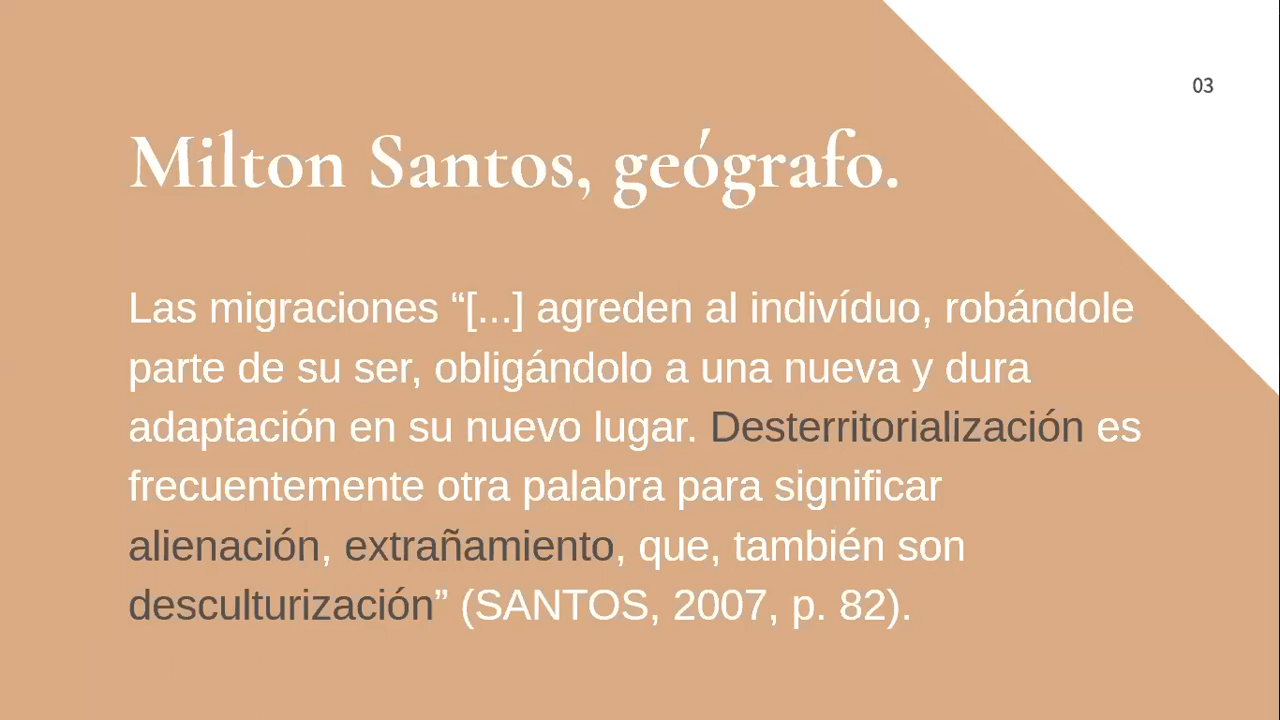 03
Milton Santos, geógrafo.
Las migraciones “[...] agreden al indivíduo, robándole
parte de su ser, obligándolo a una nueva y dura
adaptación en su nuevo lugar. Desterritorialización es
frecuentemente otra palabra para significar
alienación, extrañamiento, que, también son
desculturización” (SANTOS, 2007, p. 82).